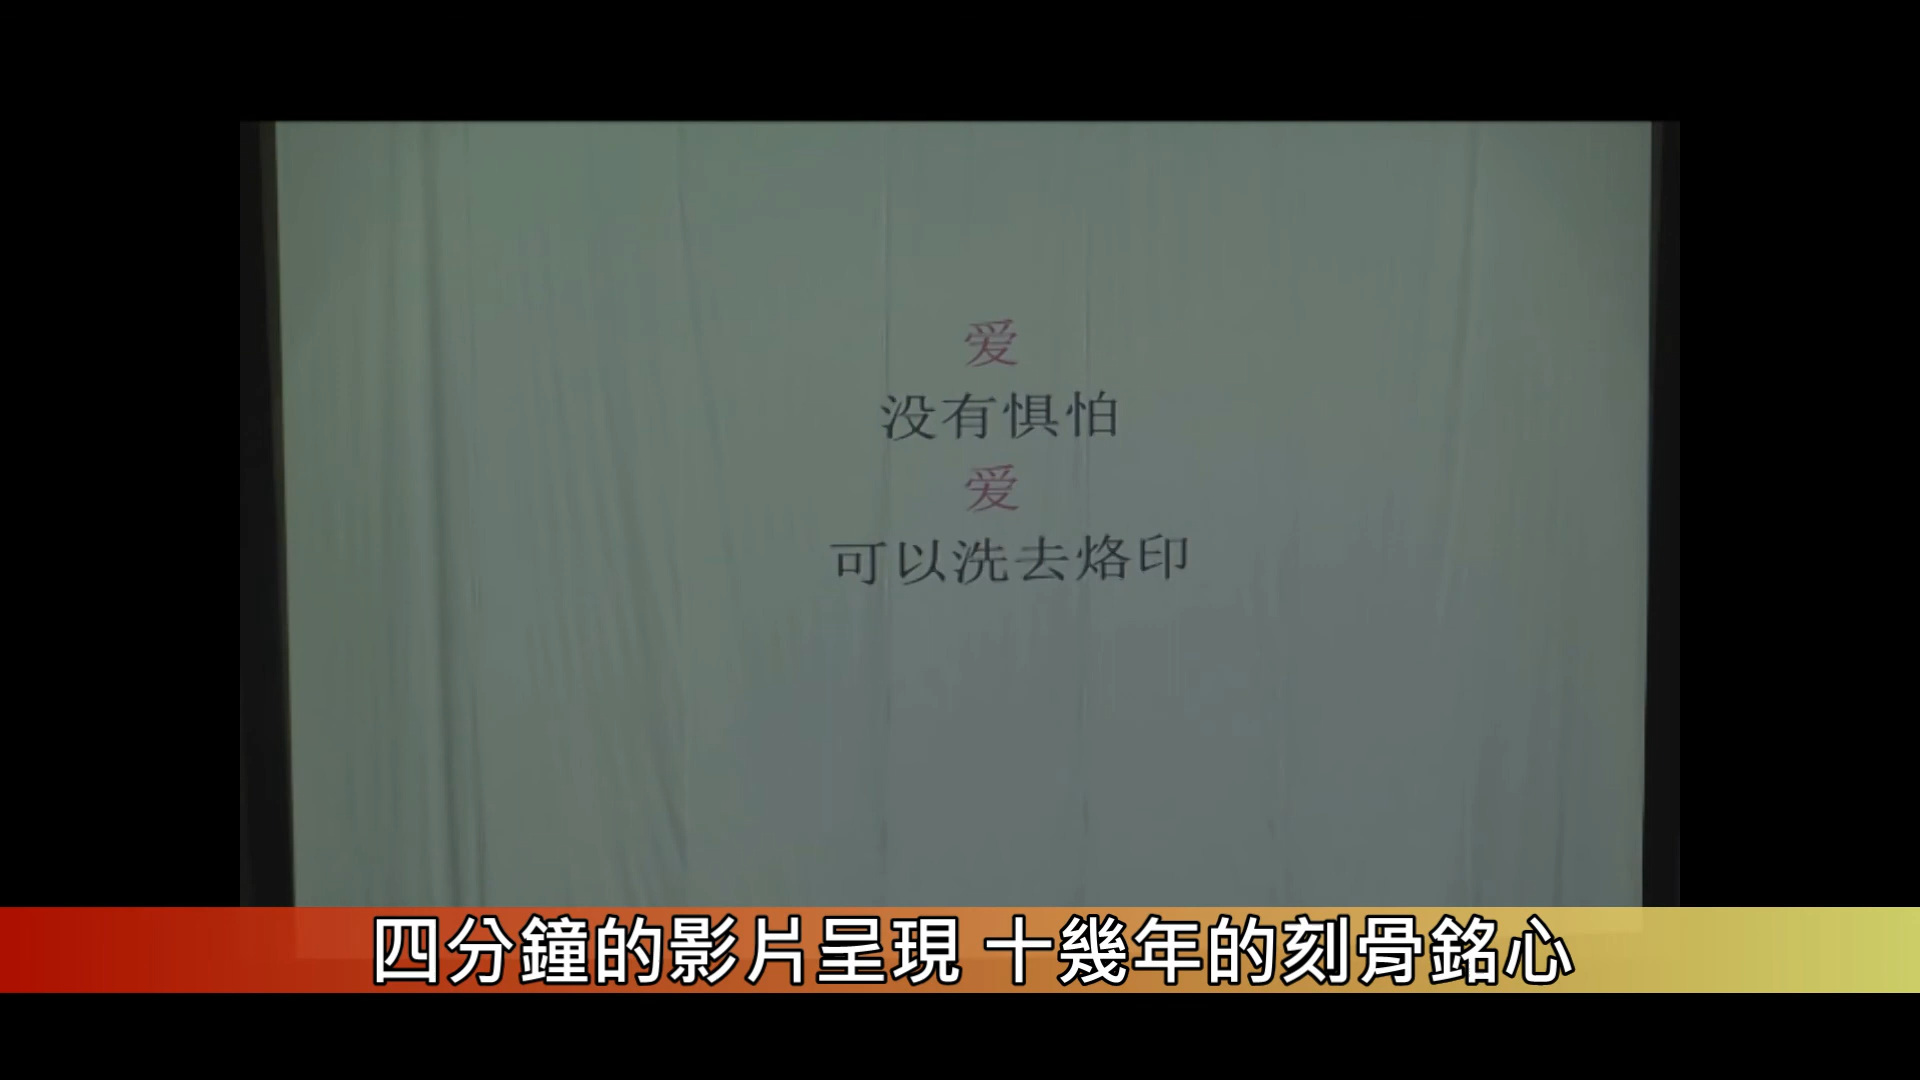 爱
没有惧怕
爱
可以洗去烙印
四分鐘的影片呈現 十幾年的刻骨銘心